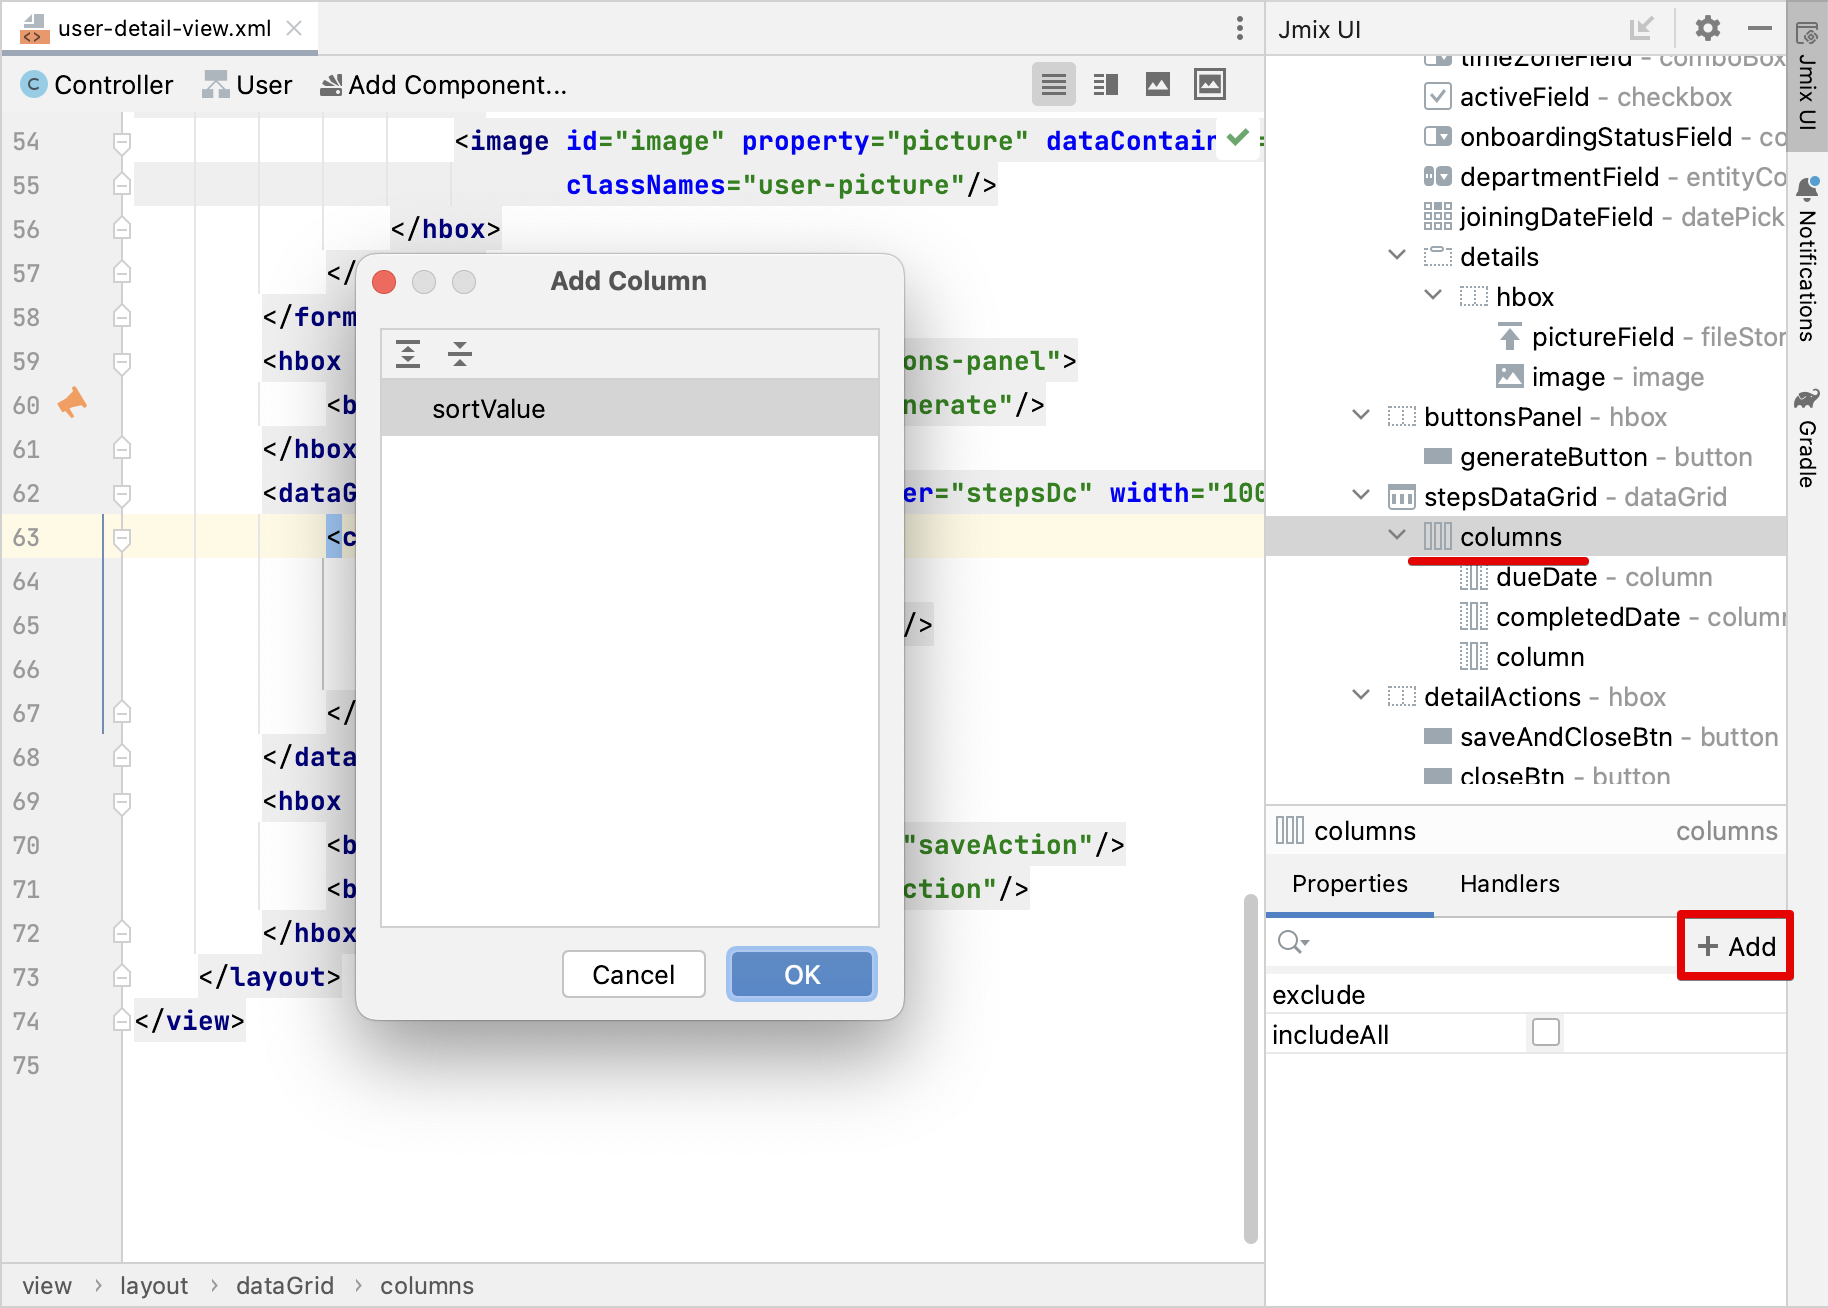 user-detail-view.xml
Controller User Add Component...
54 <image id="image" property="picture" dataContain
55 classNames="user-picture"/>
56 </hbox>
57 </
58 </form
59 <hbox ons-panel">
60 <b nerate"/>
61 </hbox
62 <dataG er="stepsDc" width="100
63 <c
64
65 />
66
67 </
68 </data
69 <hbox
70 <b "saveAction"/>
71 <b ction"/>
72 </hbox
73 </layout>
74 </view>
75
view › layout › dataGrid › columns
Add Column
sortValue
Cancel OK
Jmix UI
timeZoneField - comboBox
activeField - checkbox
onboardingStatusField - co
departmentField - entityCo
joiningDateField - datePick
details
hbox
pictureField - fileStor
image - image
buttonsPanel - hbox
generateButton - button
stepsDataGrid - dataGrid
columns
dueDate - column
completedDate - colum
column
detailActions - hbox
saveAndCloseBtn - button
closeBtn - button
columns columns
Properties Handlers
+ Add
exclude
includeAll
Jmix UI
Notifications
Gradle